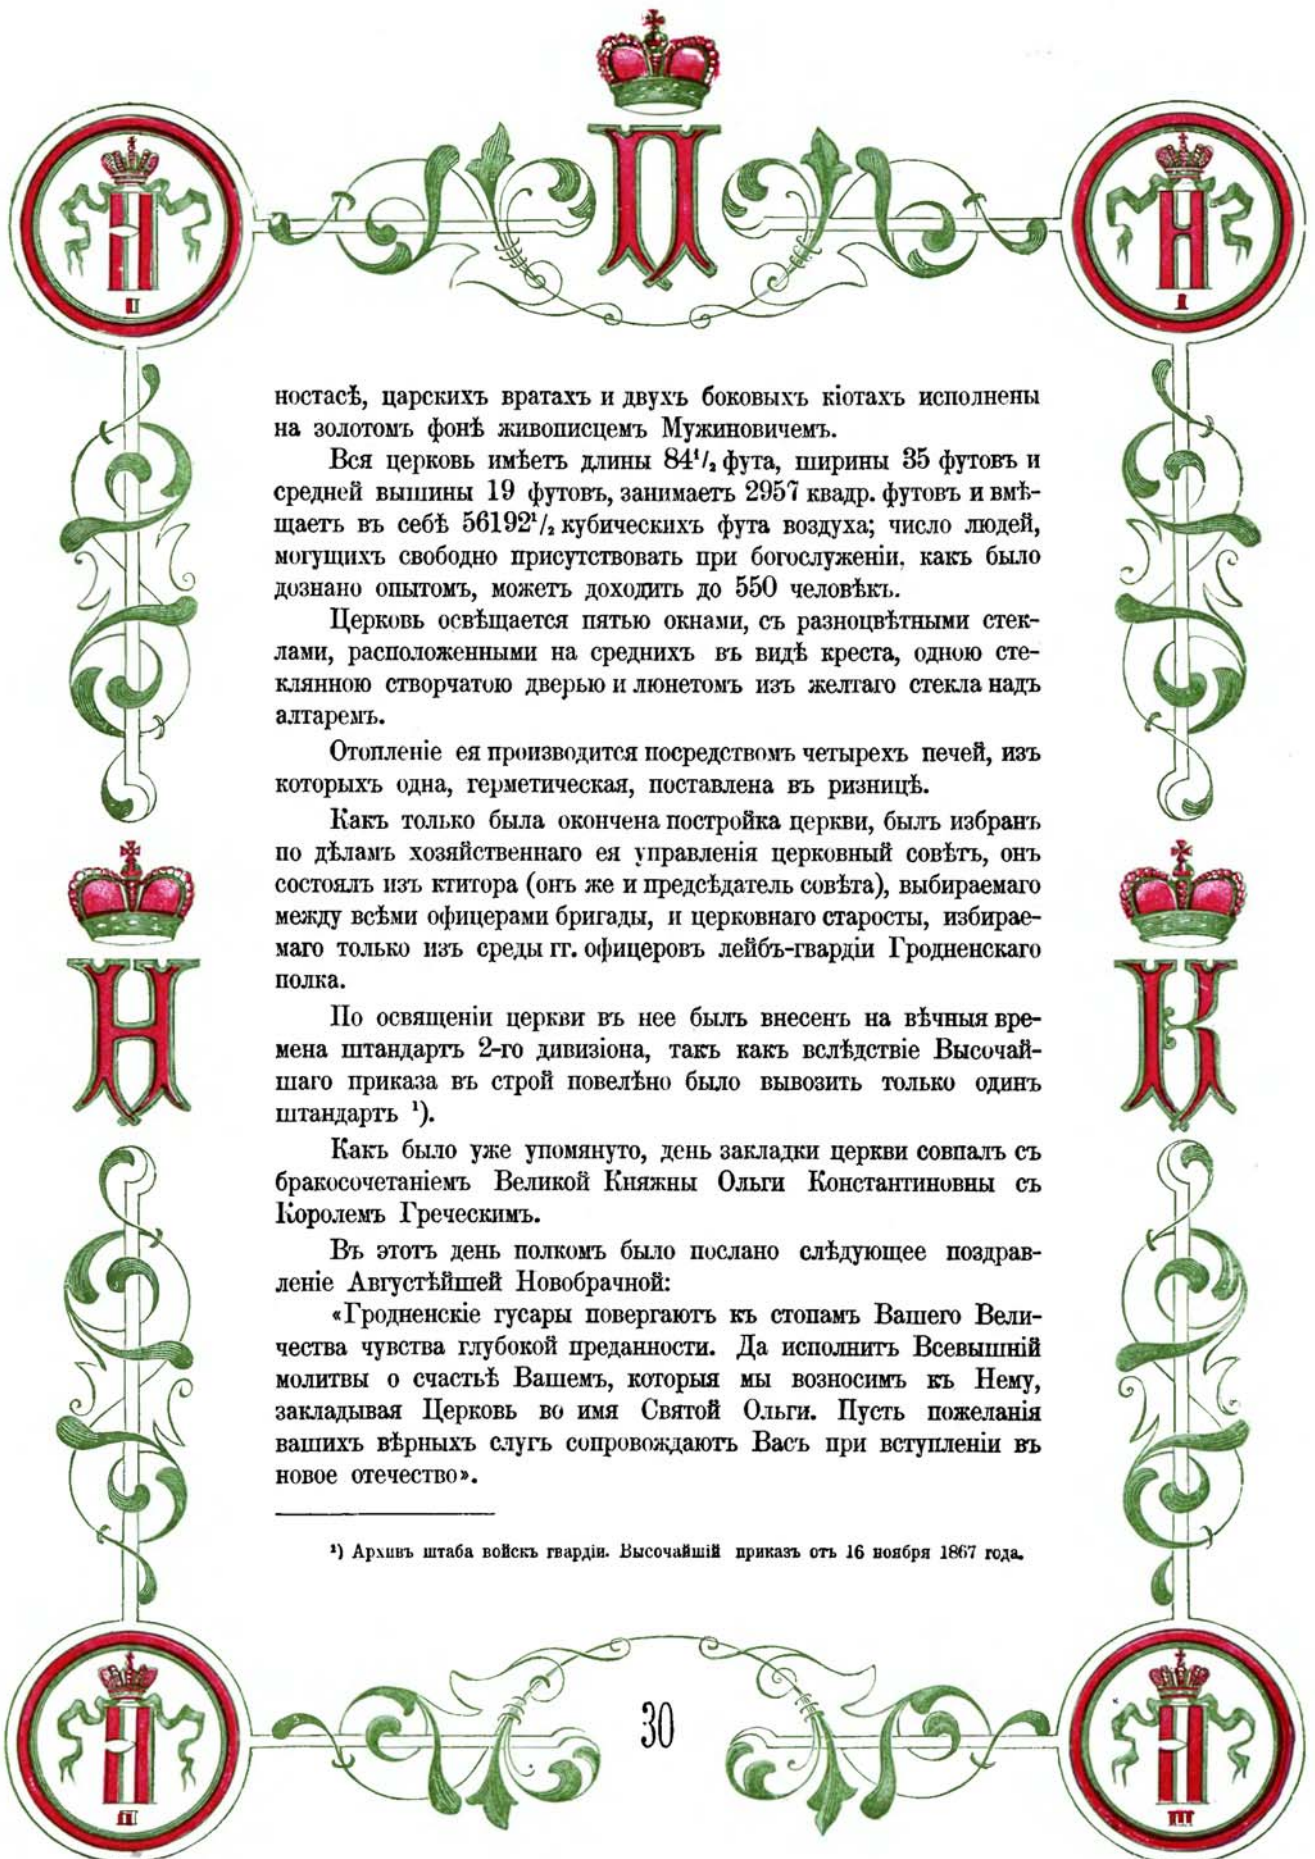 П
II
I
ностасѣ, царскихъ вратахъ и двухъ боковыхъ кіотахъ исполнены
на золотомъ фонѣ живописцемъ Мужиновичемъ.
Вся церковь имѣетъ длины 84¹/₂ фута, ширины 35 футовъ и
средней вышины 19 футовъ, занимаетъ 2957 квадр. футовъ и вмѣ-
щаетъ въ себѣ 56192¹/₂ кубическихъ фута воздуха; число людей,
могущихъ свободно присутствовать при богослуженіи, какъ было
дознано опытомъ, можетъ доходить до 550 человѣкъ.
Церковь освѣщается пятью окнами, съ разноцвѣтными стек-
лами, расположенными на среднихъ въ видѣ креста, одною сте-
клянною створчатою дверью и люнетомъ изъ желтаго стекла надъ
алтаремъ.
Отопленіе ея производится посредствомъ четырехъ печей, изъ
которыхъ одна, герметическая, поставлена въ ризницѣ.
Какъ только была окончена постройка церкви, былъ избранъ
по дѣламъ хозяйственнаго ея управленія церковный совѣтъ, онъ
состоялъ изъ ктитора (онъ же и предсѣдатель совѣта), выбираемаго
между всѣми офицерами бригады, и церковнаго старосты, избирае-
маго только изъ среды гг. офицеровъ лейбъ-гвардіи Гродненскаго
полка.
По освященіи церкви въ нее былъ внесенъ на вѣчныя вре-
мена штандартъ 2-го дивизіона, такъ какъ вслѣдствіе Высочай-
шаго приказа въ строй повелѣно было вывозить только одинъ
штандартъ ¹).
Какъ было уже упомянуто, день закладки церкви совпалъ съ
бракосочетаніемъ Великой Княжны Ольги Константиновны съ
Королемъ Греческимъ.
Въ этотъ день полкомъ было послано слѣдующее поздрав-
леніе Августѣйшей Новобрачной:
«Гродненскіе гусары повергаютъ къ стопамъ Вашего Вели-
чества чувства глубокой преданности. Да исполнитъ Всевышній
молитвы о счастьѣ Вашемъ, которыя мы возносимъ къ Нему,
закладывая Церковь во имя Святой Ольги. Пусть пожеланія
вашихъ вѣрныхъ слугъ сопровождаютъ Васъ при вступленіи въ
новое отечество».
¹) Архивъ штаба войскъ гвардіи. Высочайшій приказъ отъ 16 ноября 1867 года.
Н
К
30
III